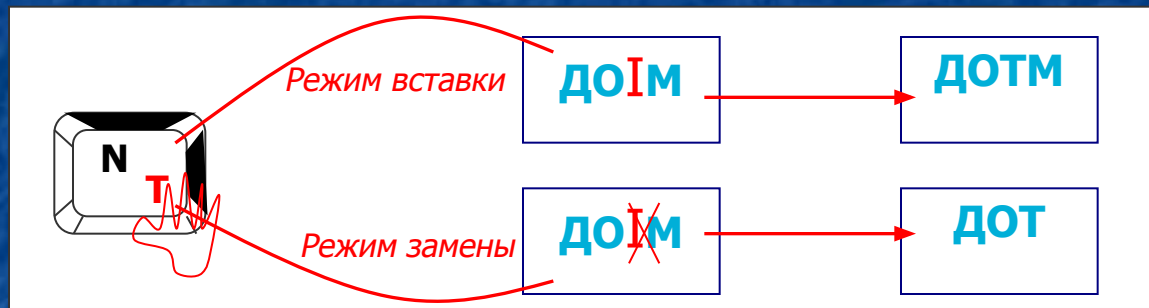 N
Т
Режим вставки
ДОIМ
ДОТМ
Режим замены
ДОIМ
ДОТ